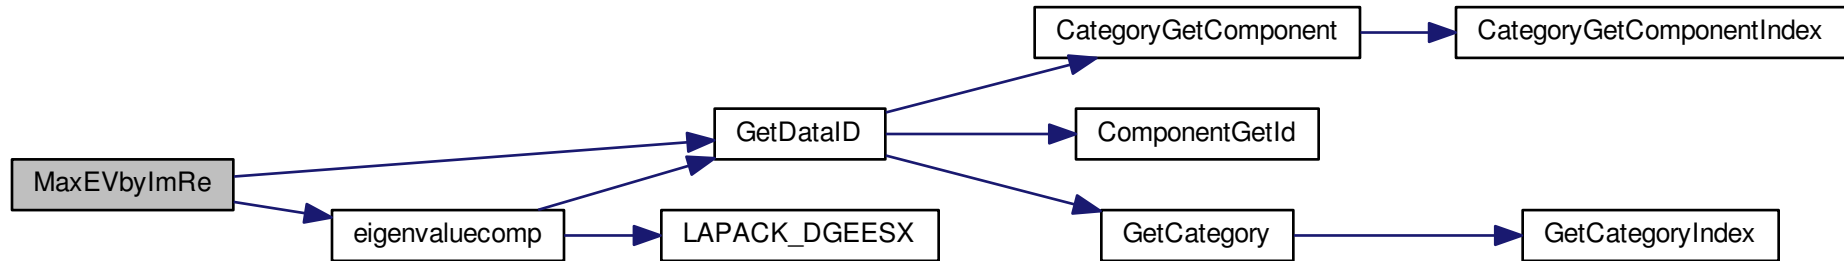 CategoryGetComponent
CategoryGetComponentIndex
GetDataID
ComponentGetId
MaxEVbyImRe
eigenvaluecomp
LAPACK_DGEESX
GetCategory
GetCategoryIndex